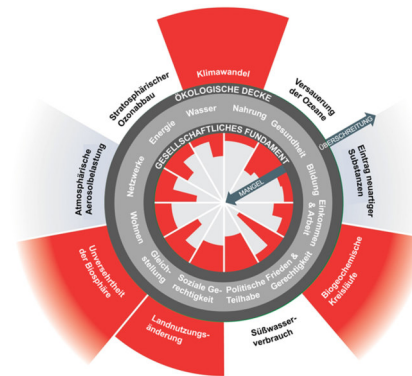 Klimawandel
Stratosphärischer
Ozonabbau
Versauerung
der Ozeane
ÖKOLOGISCHE DECKE
ÜBERSCHREITUNG
Wasser
Nahrung
Energie
Gesundheit
GESELLSCHAFTLICHES FUNDAMENT
MANGEL
Atmosphärische
Aerosolbelastung
Netzwerke
Bildung
Eintrag neuartiger
Substanzen
Wohnen
Einkommen
& Arbeit
Gleich-
stellung
Soziale Ge-
rechtigkeit
Politische
Teilhabe
Frieden &
Gerechtigkeit
Unversehrtheit
der Biosphäre
Biogeochemische
Kreisläufe
Landnutzungs-
änderung
Süßwasser-
verbrauch